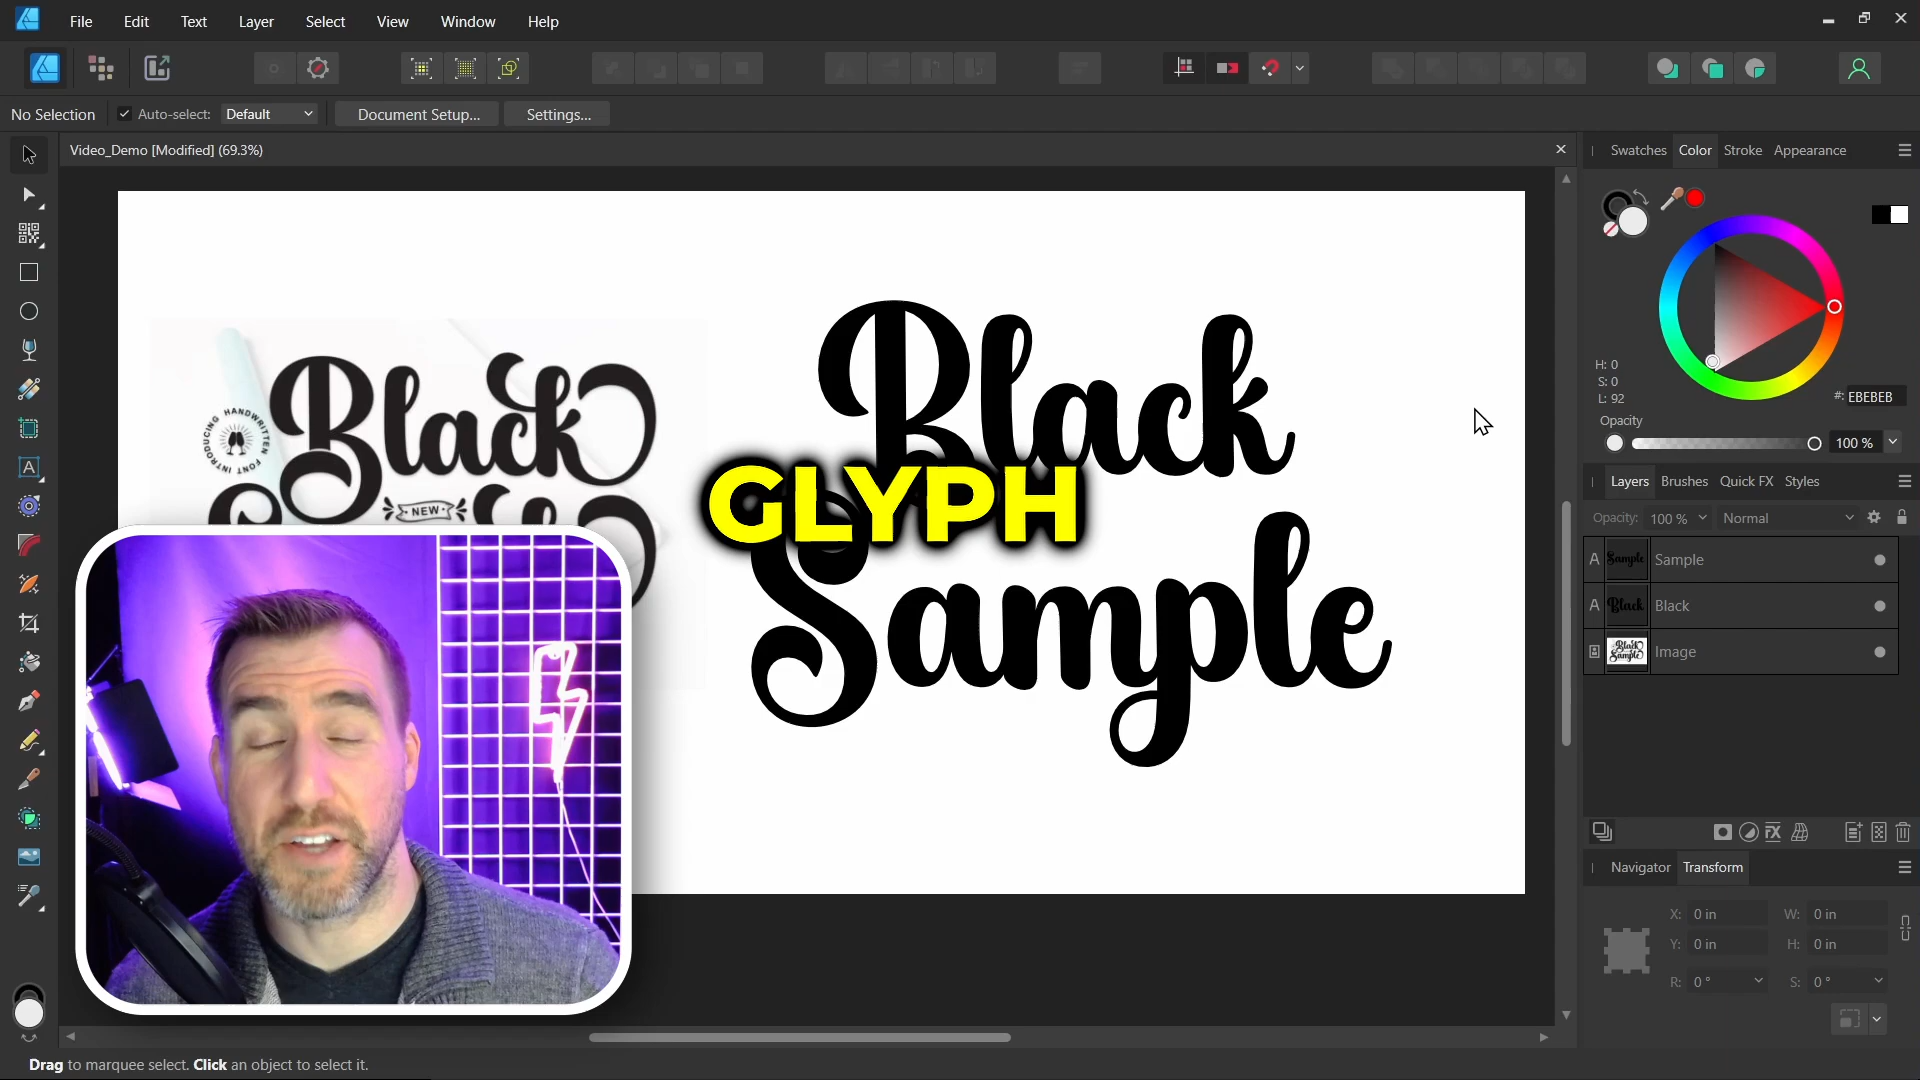 File Edit Text Layer Select View Window Help
No Selection Auto-select: Default Document Setup... Settings...
Video_Demo [Modified] (69.3%)
Swatches Color Stroke Appearance
H: 0
S: 0
L: 92
#: EBEBEB
Opacity
100 %
Layers Brushes Quick FX Styles
Opacity: 100 % Normal
A Sample Sample
A Black Black
Black Sample Image
Navigator Transform
X: 0 in W: 0 in
Y: 0 in H: 0 in
R: 0 ° S: 0 °
Black
HANDWRITTEN FONT INTRODUCING
NEW
Black
Sample
GLYPH
Drag to marquee select. Click an object to select it.